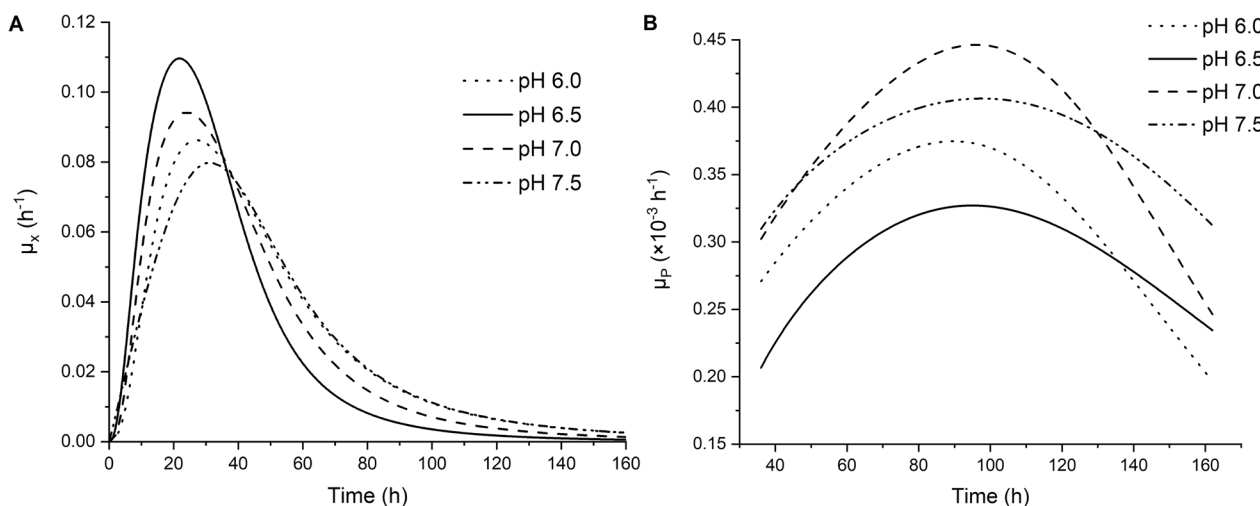 A
0.12
0.10
0.08
0.06
0.04
0.02
0.00
μx (h⁻¹)
pH 6.0
pH 6.5
pH 7.0
pH 7.5
0 20 40 60 80 100 120 140 160
Time (h)
B
0.45
0.40
0.35
0.30
0.25
0.20
0.15
μP (×10⁻³ h⁻¹)
pH 6.0
pH 6.5
pH 7.0
pH 7.5
40 60 80 100 120 140 160
Time (h)